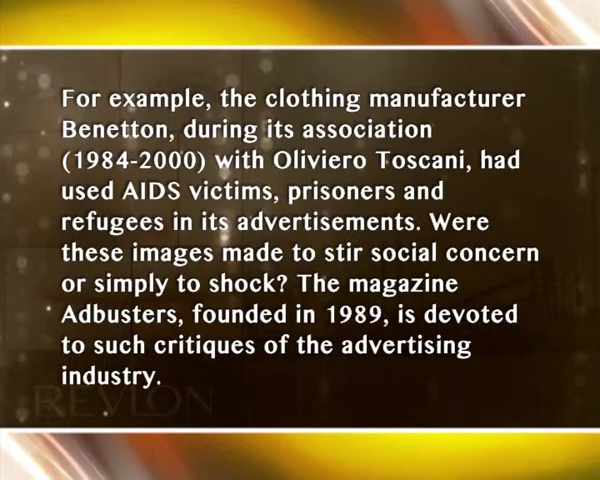 For example, the clothing manufacturer
Benetton, during its association
(1984-2000) with Oliviero Toscani, had
used AIDS victims, prisoners and
refugees in its advertisements. Were
these images made to stir social concern
or simply to shock? The magazine
Adbusters, founded in 1989, is devoted
to such critiques of the advertising
industry.
REVLON